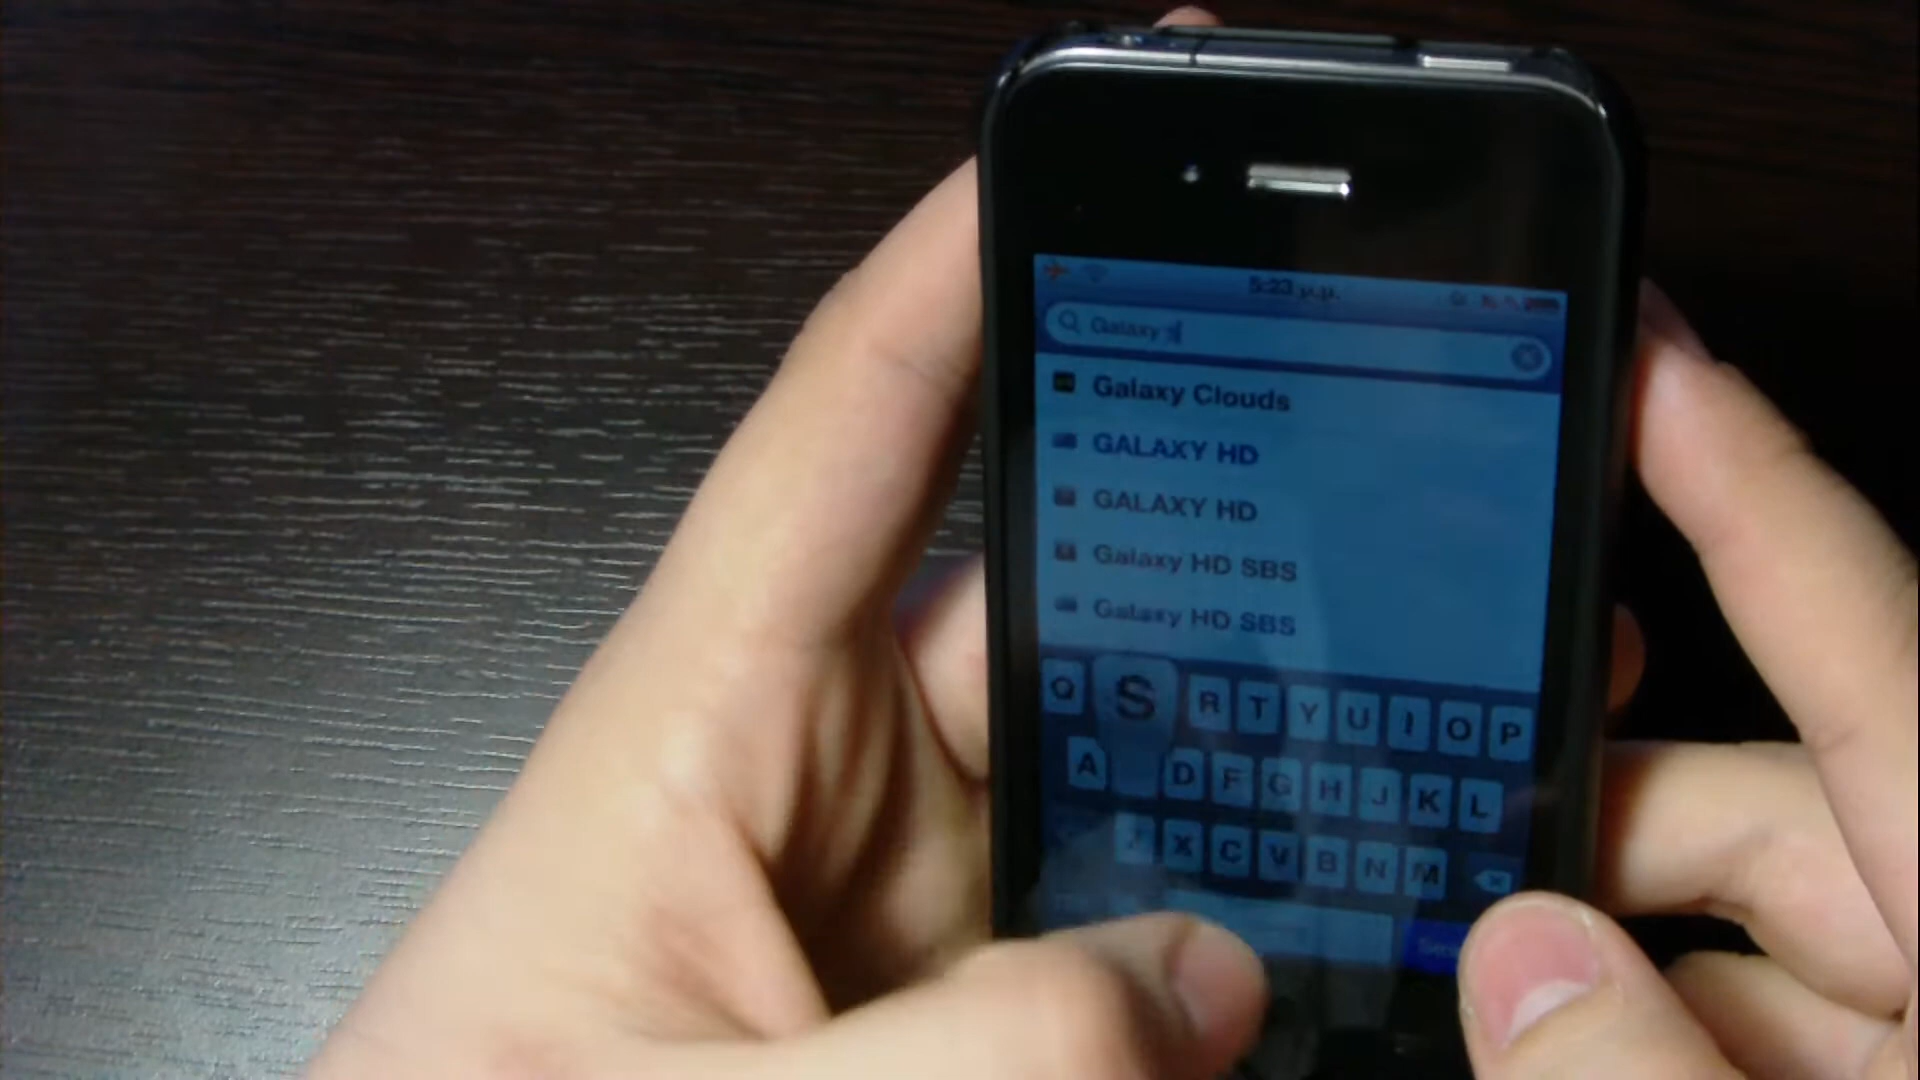 5:23 μ.μ.
Galaxy s
Galaxy Clouds
GALAXY HD
GALAXY HD
Galaxy HD SBS
Galaxy HD SBS
Q S R T Y U I O P
A D F G H J K L
Z X C V B N M